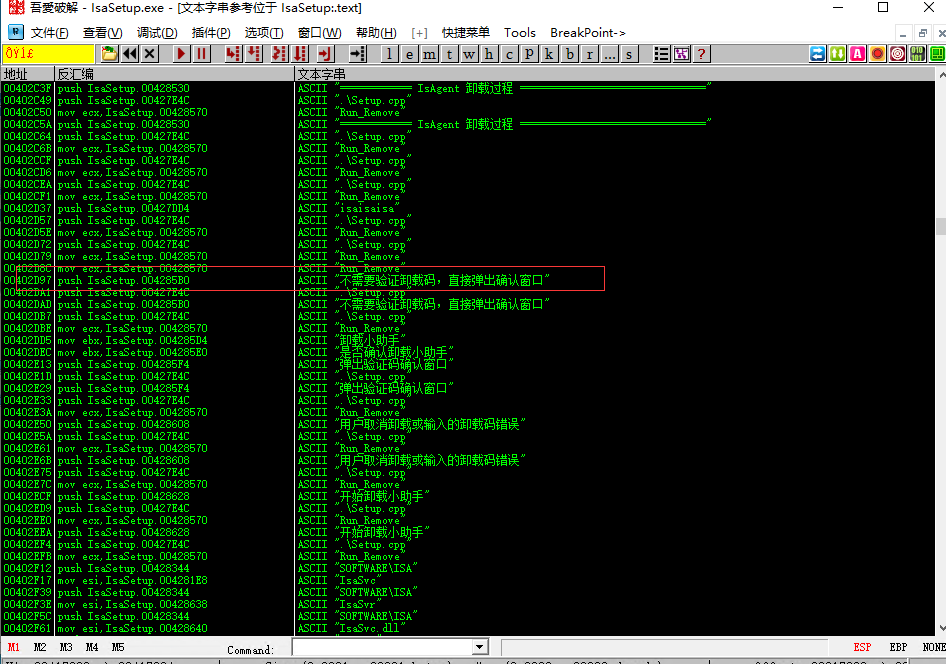 吾愛破解 - IsaSetup.exe - [文本字串参考位于 IsaSetup:.text]
文件(F) 查看(V) 调试(D) 插件(P) 选项(T) 窗口(W) 帮助(H) [+] 快捷菜单 Tools BreakPoint->
l e m t w h c p k b r ... s ?
地址 反汇编 文本字串
00402C3F push IsaSetup.00428530 ASCII "═══════════ IsAgent 卸载过程 ═════════════════════════════"
00402C49 push IsaSetup.00427E4C ASCII ".\Setup.cpp"
00402C50 mov ecx,IsaSetup.00428570 ASCII "Run_Remove"
00402C5A push IsaSetup.00428530 ASCII "═══════════ IsAgent 卸载过程 ═════════════════════════════"
00402C64 push IsaSetup.00427E4C ASCII ".\Setup.cpp"
00402C6B mov ecx,IsaSetup.00428570 ASCII "Run_Remove"
00402CCF push IsaSetup.00427E4C ASCII ".\Setup.cpp"
00402CD6 mov ecx,IsaSetup.00428570 ASCII "Run_Remove"
00402CEA push IsaSetup.00427E4C ASCII ".\Setup.cpp"
00402CF1 mov ecx,IsaSetup.00428570 ASCII "Run_Remove"
00402D37 push IsaSetup.00427DD4 ASCII "isaisaisa"
00402D57 push IsaSetup.00427E4C ASCII ".\Setup.cpp"
00402D5E mov ecx,IsaSetup.00428570 ASCII "Run_Remove"
00402D72 push IsaSetup.00427E4C ASCII ".\Setup.cpp"
00402D79 mov ecx,IsaSetup.00428570 ASCII "Run_Remove"
00402D8C mov ecx,IsaSetup.00428570 ASCII "Run_Remove"
00402D97 push IsaSetup.004285B0 ASCII "不需要验证卸载码，直接弹出确认窗口"
00402DA1 push IsaSetup.00427E4C ASCII ".\Setup.cpp"
00402DAD push IsaSetup.004285B0 ASCII "不需要验证卸载码，直接弹出确认窗口"
00402DB7 push IsaSetup.00427E4C ASCII ".\Setup.cpp"
00402DBE mov ecx,IsaSetup.00428570 ASCII "Run_Remove"
00402DD5 mov ebx,IsaSetup.004285D4 ASCII "卸载小助手"
00402DEC mov ebx,IsaSetup.004285E0 ASCII "是否确认卸载小助手"
00402E13 push IsaSetup.004285F4 ASCII "弹出验证码确认窗口"
00402E1D push IsaSetup.00427E4C ASCII ".\Setup.cpp"
00402E29 push IsaSetup.004285F4 ASCII "弹出验证码确认窗口"
00402E33 push IsaSetup.00427E4C ASCII ".\Setup.cpp"
00402E3A mov ecx,IsaSetup.00428570 ASCII "Run_Remove"
00402E50 push IsaSetup.00428608 ASCII "用户取消卸载或输入的卸载码错误"
00402E5A push IsaSetup.00427E4C ASCII ".\Setup.cpp"
00402E61 mov ecx,IsaSetup.00428570 ASCII "Run_Remove"
00402E6B push IsaSetup.00428608 ASCII "用户取消卸载或输入的卸载码错误"
00402E75 push IsaSetup.00427E4C ASCII ".\Setup.cpp"
00402E7C mov ecx,IsaSetup.00428570 ASCII "Run_Remove"
00402ECF push IsaSetup.00428628 ASCII "开始卸载小助手"
00402ED9 push IsaSetup.00427E4C ASCII ".\Setup.cpp"
00402EE0 mov ecx,IsaSetup.00428570 ASCII "Run_Remove"
00402EEA push IsaSetup.00428628 ASCII "开始卸载小助手"
00402EF4 push IsaSetup.00427E4C ASCII ".\Setup.cpp"
00402EFB mov ecx,IsaSetup.00428570 ASCII "Run_Remove"
00402F12 push IsaSetup.00428344 ASCII "SOFTWARE\ISA"
00402F17 mov esi,IsaSetup.004281E8 ASCII "IsaSvc"
00402F39 push IsaSetup.00428344 ASCII "SOFTWARE\ISA"
00402F3E mov esi,IsaSetup.00428638 ASCII "IsaSvr"
00402F5C push IsaSetup.00428344 ASCII "SOFTWARE\ISA"
00402F61 mov esi,IsaSetup.00428640 ASCII "IsaSvc.dll"
M1 M2 M3 M4 M5 Command: ESP EBP NONE